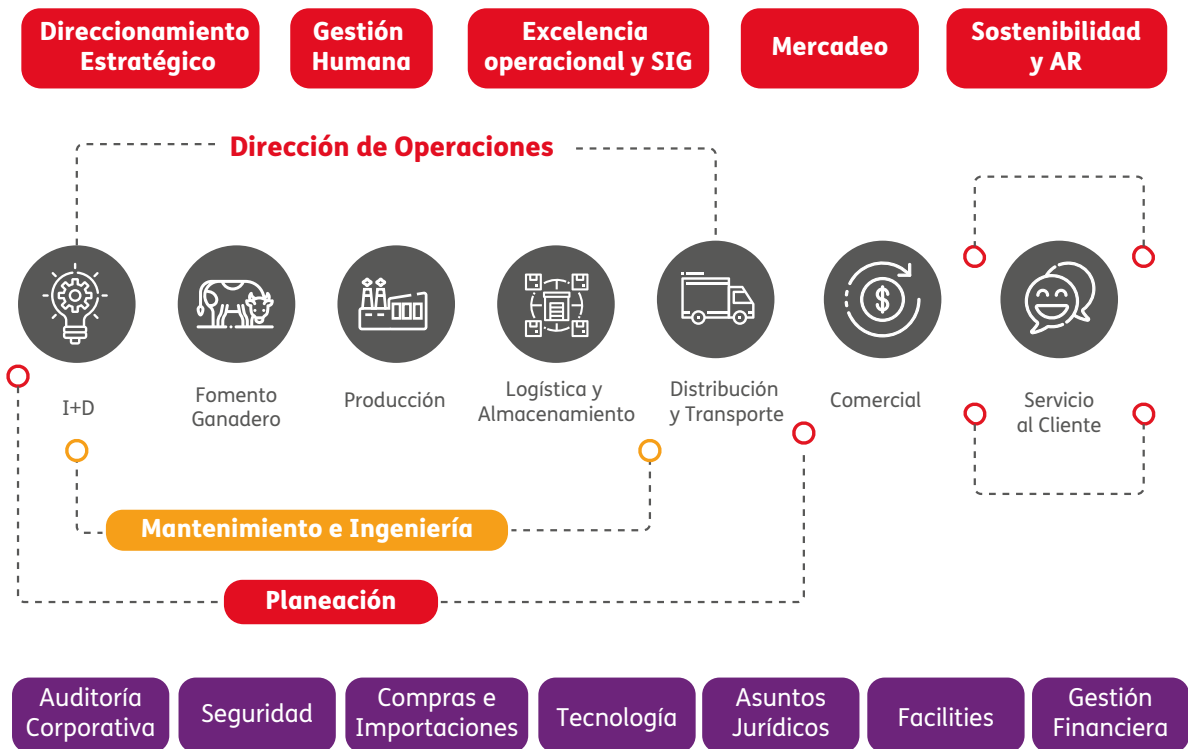 Direccionamiento
Estratégico
Gestión
Humana
Excelencia
operacional y SIG
Mercadeo
Sostenibilidad
y AR
Dirección de Operaciones
$
I+D
Fomento
Ganadero
Producción
Logística y
Almacenamiento
Distribución
y Transporte
Comercial
Servicio
al Cliente
Mantenimiento e Ingeniería
Planeación
Auditoría
Corporativa
Seguridad
Compras e
Importaciones
Tecnología
Asuntos
Jurídicos
Facilities
Gestión
Financiera